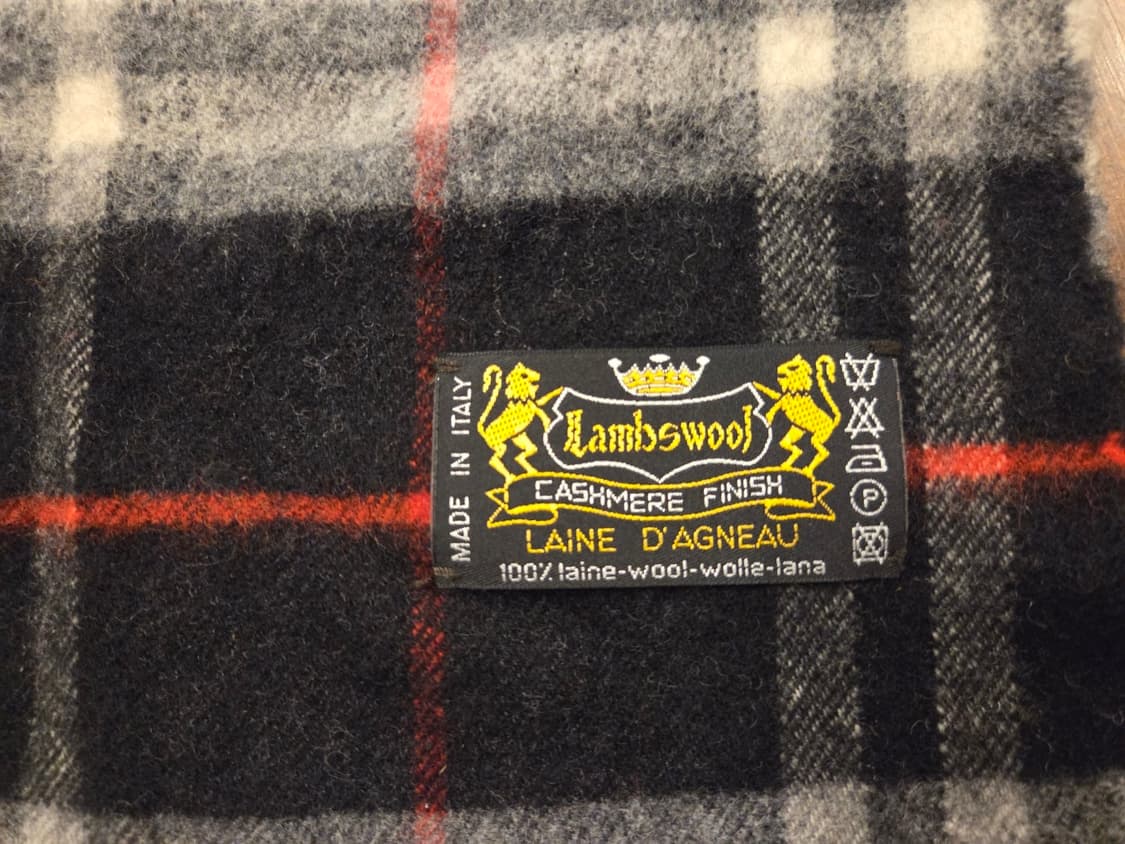 MADE IN ITALY
Lambswool
CASHMERE FINISH
LAINE D'AGNEAU
100% laine-wool-wolle-lana
P